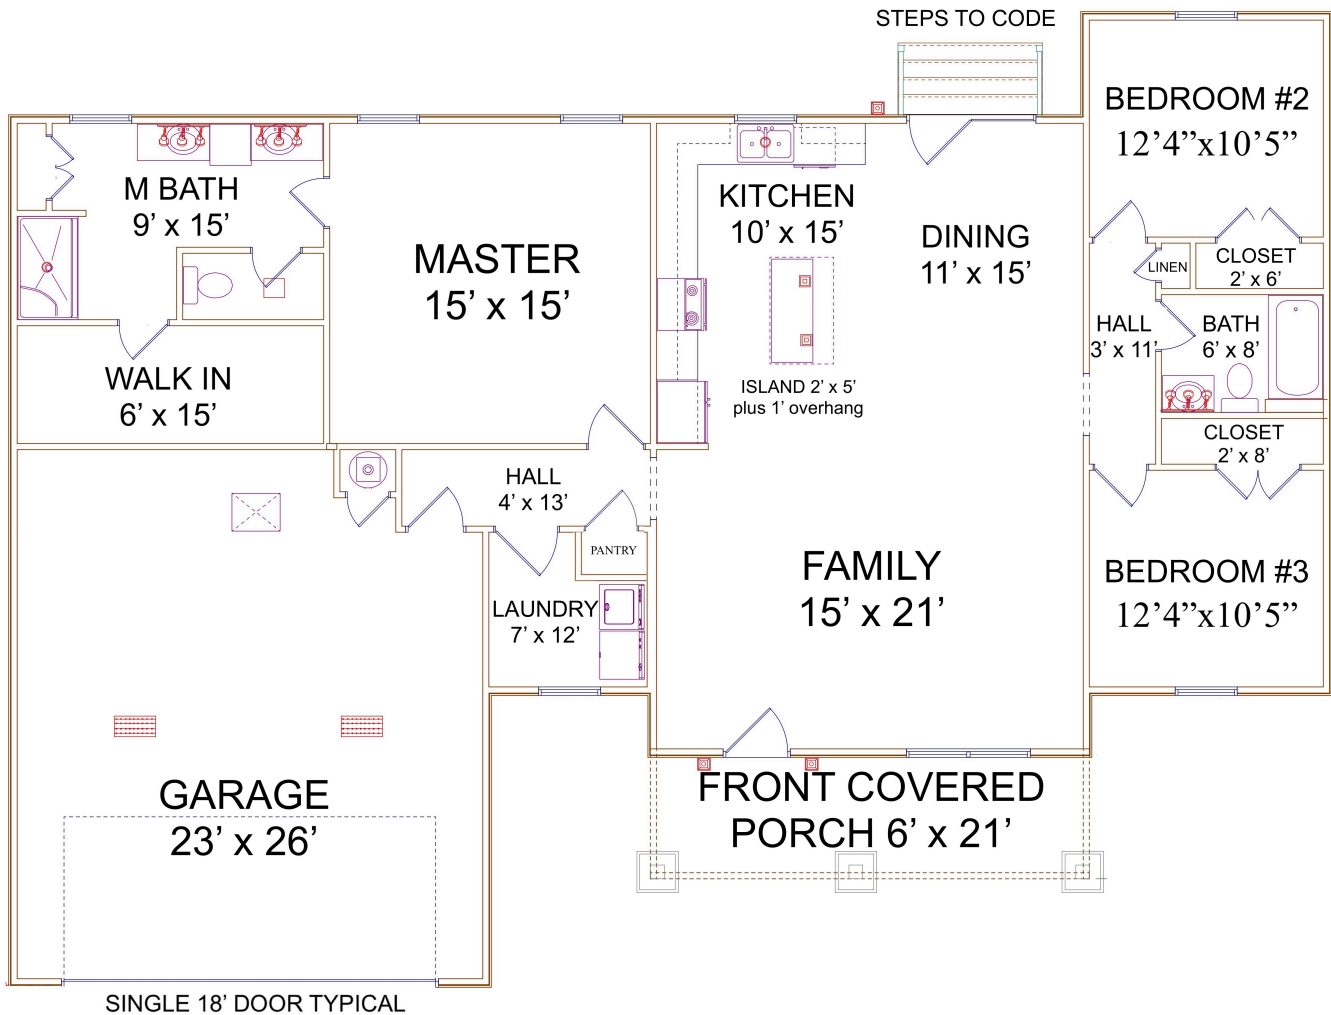 STEPS TO CODE
BEDROOM #2
12’4”x10’5”
M BATH
9’ x 15’
KITCHEN
10’ x 15’
MASTER
15’ x 15’
DINING
11’ x 15’
CLOSET
2’ x 6’
LINEN
HALL
3’ x 11’
BATH
6’ x 8’
WALK IN
6’ x 15’
ISLAND 2’ x 5’
plus 1’ overhang
CLOSET
2’ x 8’
HALL
4’ x 13’
PANTRY
FAMILY
15’ x 21’
BEDROOM #3
12’4”x10’5”
LAUNDRY
7’ x 12’
GARAGE
23’ x 26’
FRONT COVERED
PORCH 6’ x 21’
SINGLE 18’ DOOR TYPICAL